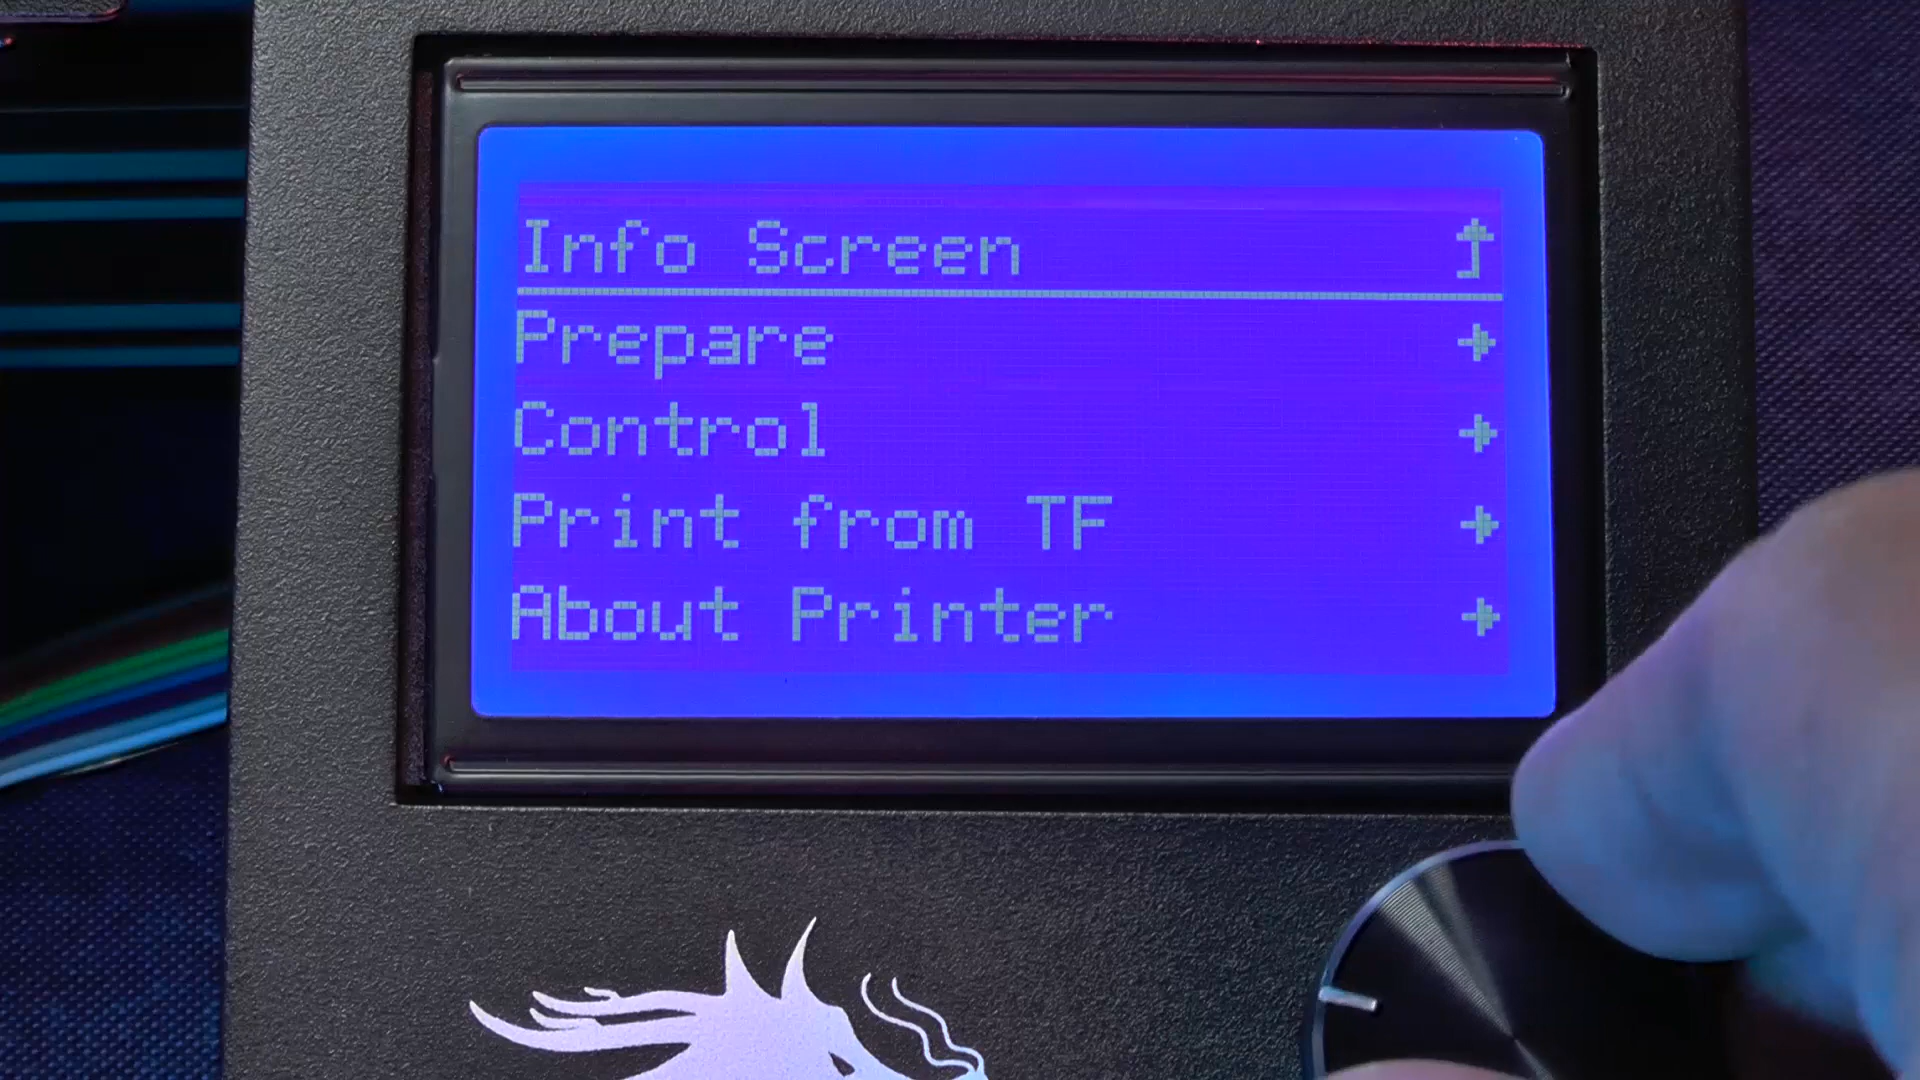 Info Screen
Prepare
Control
Print from TF
About Printer